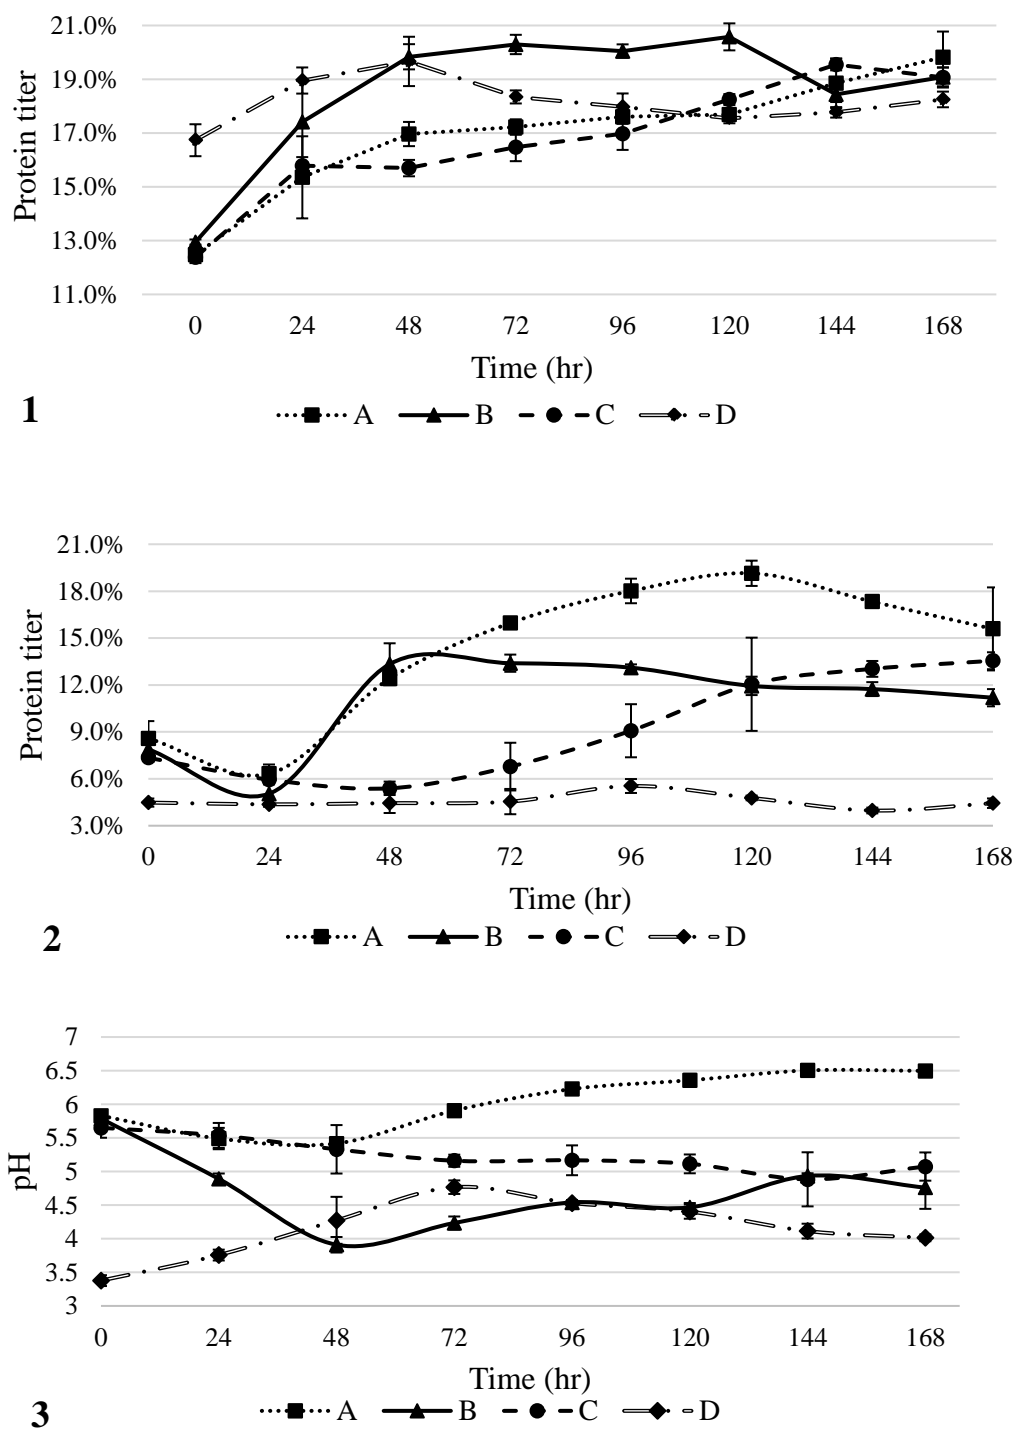 21.0%
19.0%
17.0%
15.0%
13.0%
11.0%
Protein titer
0 24 48 72 96 120 144 168
Time (hr)
1
A B C D
21.0%
18.0%
15.0%
12.0%
9.0%
6.0%
3.0%
Protein titer
0 24 48 72 96 120 144 168
Time (hr)
2
A B C D
7
6.5
6
5.5
5
4.5
4
3.5
3
pH
0 24 48 72 96 120 144 168
Time (hr)
3
A B C D